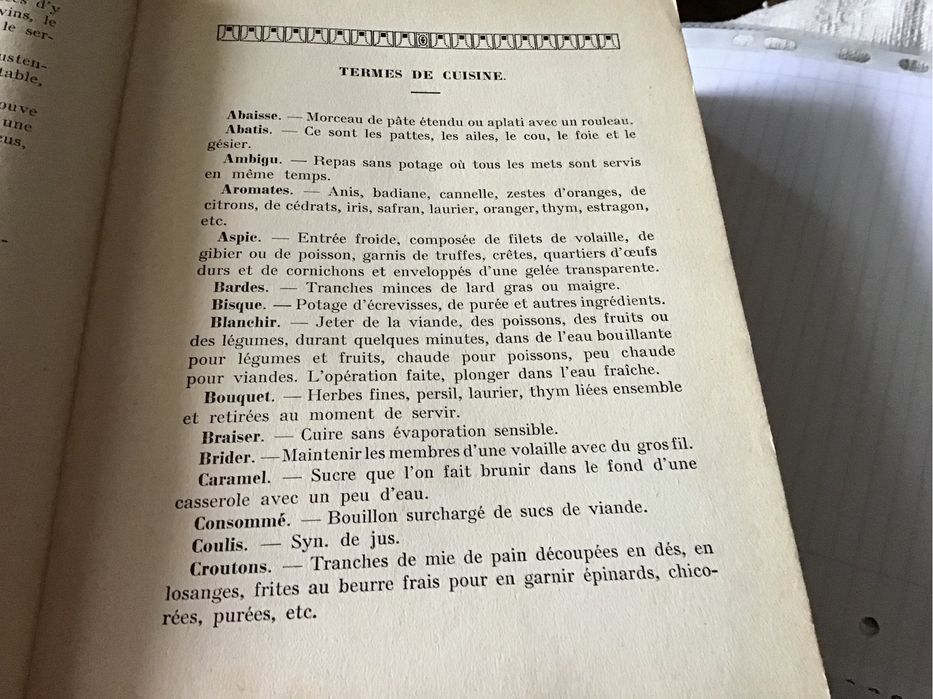 s d'y
vins, le
le ser-
usten-
table,
ouve
une
TERMES DE CUISINE.
Abaisse. — Morceau de pâte étendu ou aplati avec un rouleau.
Abatis. — Ce sont les pattes, les ailes, le cou, le foie et le
gésier.
Ambigu. — Repas sans potage où tous les mets sont servis
en même temps.
Aromates. — Anis, badiane, cannelle, zestes d'oranges, de
citrons, de cédrats, iris, safran, laurier, oranger, thym, estragon,
etc.
Aspic. — Entrée froide, composée de filets de volaille, de
gibier ou de poisson, garnis de truffes, crêtes, quartiers d'œufs
durs et de cornichons et enveloppés d'une gelée transparente.
Bardes. — Tranches minces de lard gras ou maigre.
Bisque. — Potage d'écrevisses, de purée et autres ingrédients.
Blanchir. — Jeter de la viande, des poissons, des fruits ou
des légumes, durant quelques minutes, dans de l'eau bouillante
pour légumes et fruits, chaude pour poissons, peu chaude
pour viandes. L'opération faite, plonger dans l'eau fraîche.
Bouquet. — Herbes fines, persil, laurier, thym liées ensemble
et retirées au moment de servir.
Braiser. — Cuire sans évaporation sensible.
Brider. — Maintenir les membres d'une volaille avec du gros fil.
Caramel. — Sucre que l'on fait brunir dans le fond d'une
casserole avec un peu d'eau.
Consommé. — Bouillon surchargé de sucs de viande.
Coulis. — Syn. de jus.
Croutons. — Tranches de mie de pain découpées en dés, en
losanges, frites au beurre frais pour en garnir épinards, chico-
rées, purées, etc.